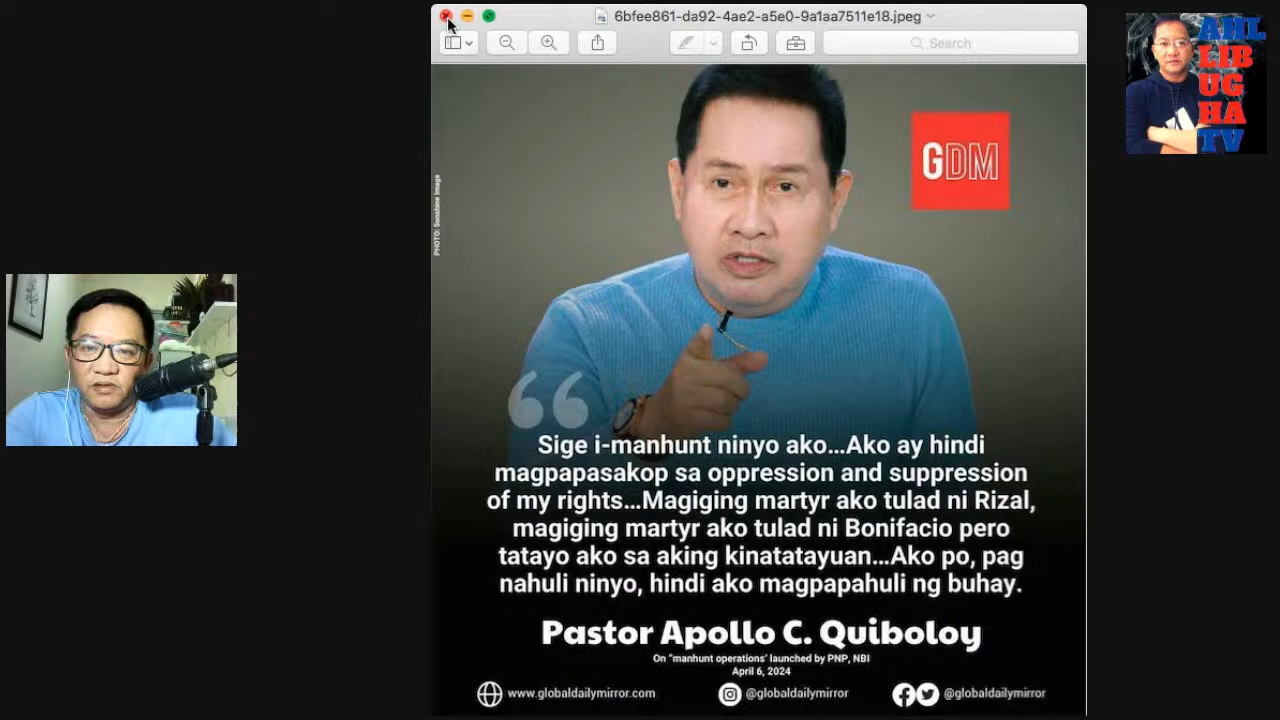 6bfee861-da92-4ae2-a5e0-9a1aa7511e18.jpeg
Search
AHL
LIB
UG
HA
TV
GDM
PHOTO: Sonshine Image
Sige i-manhunt ninyo ako...Ako ay hindi
magpapasakop sa oppression and suppression
of my rights...Magiging martyr ako tulad ni Rizal,
magiging martyr ako tulad ni Bonifacio pero
tatayo ako sa aking kinatatayuan...Ako po, pag
nahuli ninyo, hindi ako magpapahuli ng buhay.
Pastor Apollo C. Quiboloy
On "manhunt operations' launched by PNP, NBI
April 6, 2024
www.globaldailymirror.com
@globaldailymirror
@globaldailymirror